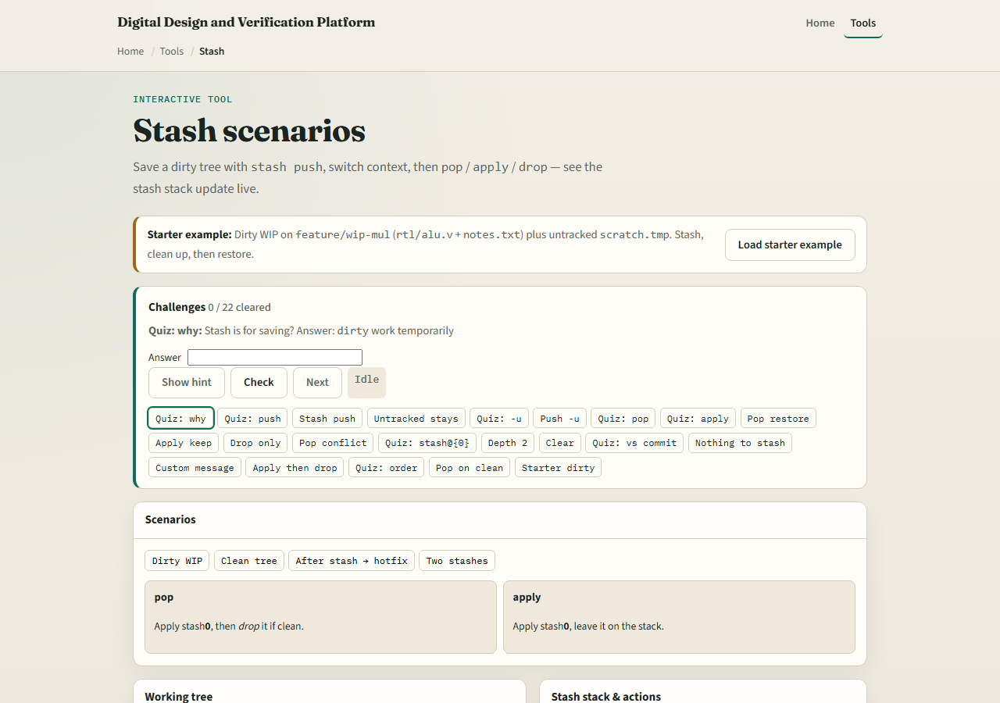 Digital Design and Verification Platform
Home
Tools
Home / Tools / Stash
INTERACTIVE TOOL
Stash scenarios
Save a dirty tree with stash push, switch context, then pop / apply / drop — see the
stash stack update live.
Starter example: Dirty WIP on feature/wip-mul (rtl/alu.v + notes.txt) plus untracked scratch.tmp. Stash,
clean up, then restore.
Load starter example
Challenges 0 / 22 cleared
Quiz: why: Stash is for saving? Answer: dirty work temporarily
Answer
Show hint
Check
Next
Idle
Quiz: why
Quiz: push
Stash push
Untracked stays
Quiz: -u
Push -u
Quiz: pop
Quiz: apply
Pop restore
Apply keep
Drop only
Pop conflict
Quiz: stash@{0}
Depth 2
Clear
Quiz: vs commit
Nothing to stash
Custom message
Apply then drop
Quiz: order
Pop on clean
Starter dirty
Scenarios
Dirty WIP
Clean tree
After stash → hotfix
Two stashes
pop
Apply stash0, then drop it if clean.
apply
Apply stash0, leave it on the stack.
Working tree
Stash stack & actions